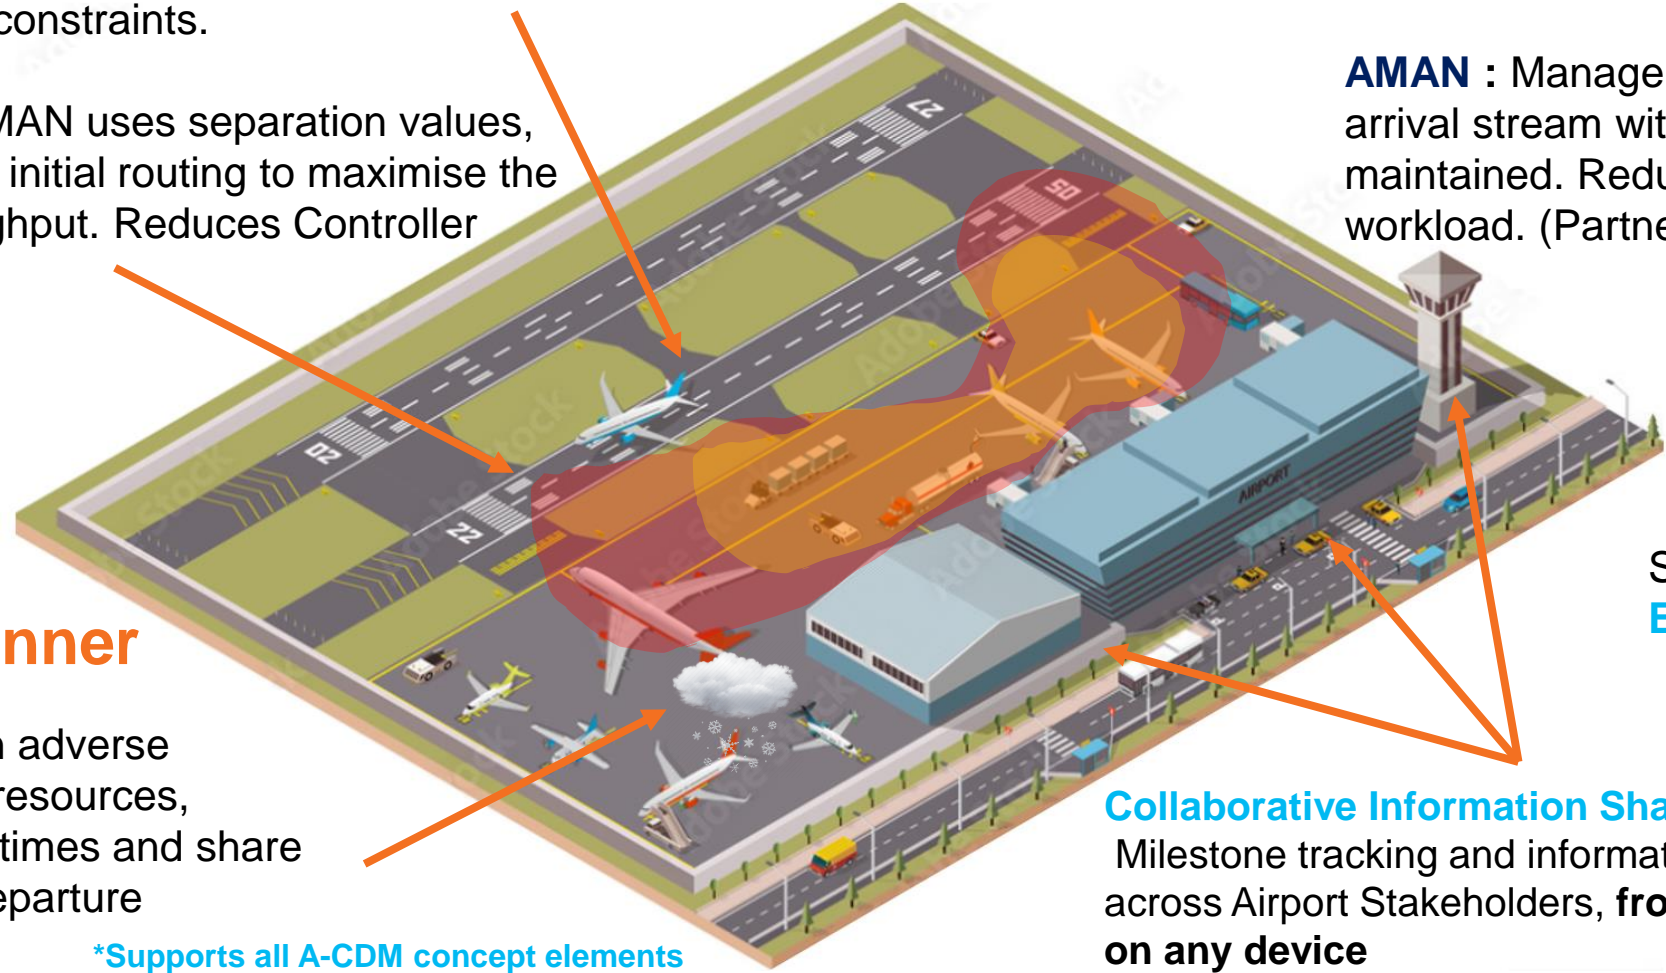 constraints.
MAN uses separation values,
initial routing to maximise the
ghput. Reduces Controller
AMAN : Manage
arrival stream wit
maintained. Redu
workload. (Partne
27
05
02
22
AIRPORT
S
E
nner
n adverse
resources,
times and share
eparture
*Supports all A-CDM concept elements
Collaborative Information Sha
Milestone tracking and informat
across Airport Stakeholders, fro
on any device